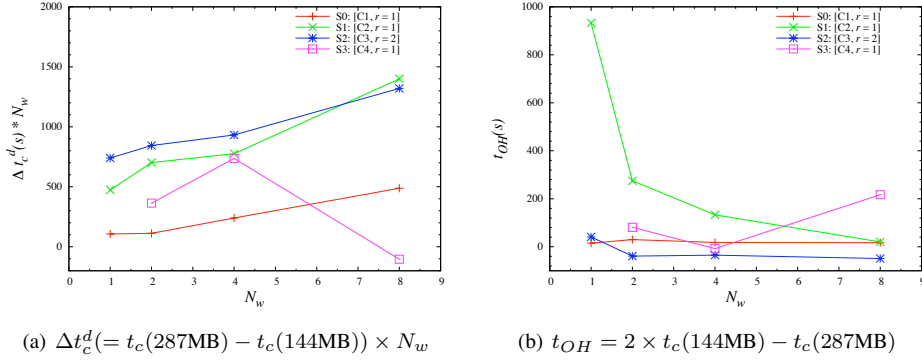 2000
1500
1000
500
0
0 1 2 3 4 5 6 7 8 9
Δ t_c^d(s) * N_w
N_w
S0: [C1, r = 1]
S1: [C2, r = 1]
S2: [C3, r = 2]
S3: [C4, r = 1]
(a) Δt_c^d(= t_c(287MB) − t_c(144MB)) × N_w
1000
800
600
400
200
0
0 1 2 3 4 5 6 7 8 9
t_OH(s)
N_w
S0: [C1, r = 1]
S1: [C2, r = 1]
S2: [C3, r = 2]
S3: [C4, r = 1]
(b) t_OH = 2 × t_c(144MB) − t_c(287MB)